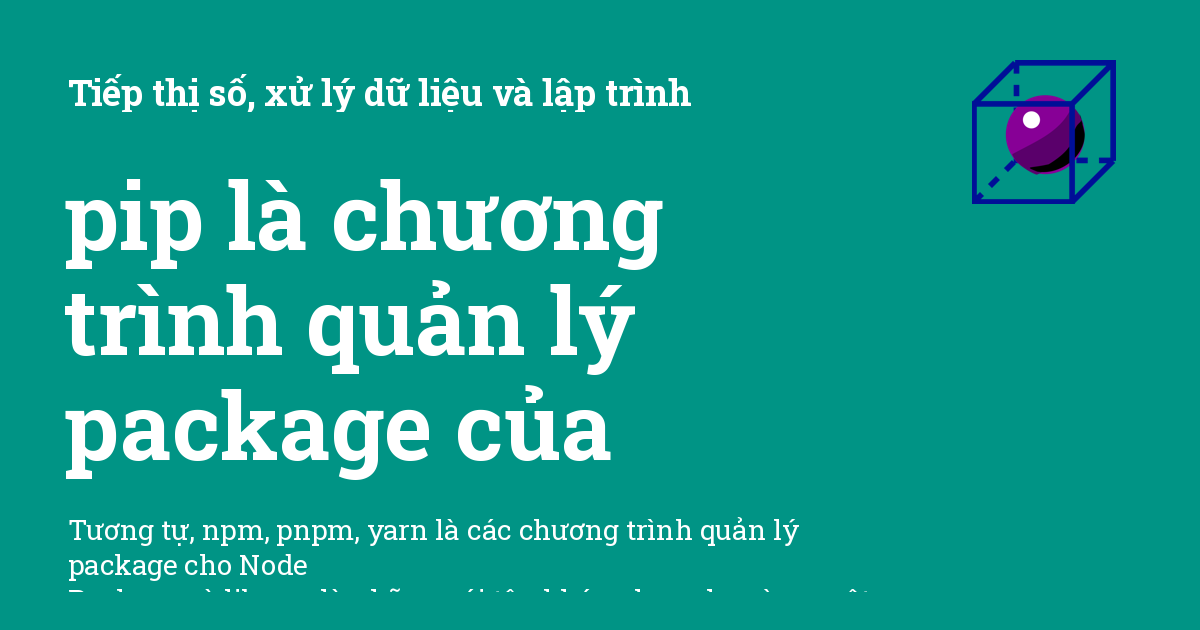 Tiếp thị số, xử lý dữ liệu và lập trình
pip là chương
trình quản lý
package của
Tương tự, npm, pnpm, yarn là các chương trình quản lý
package cho Node